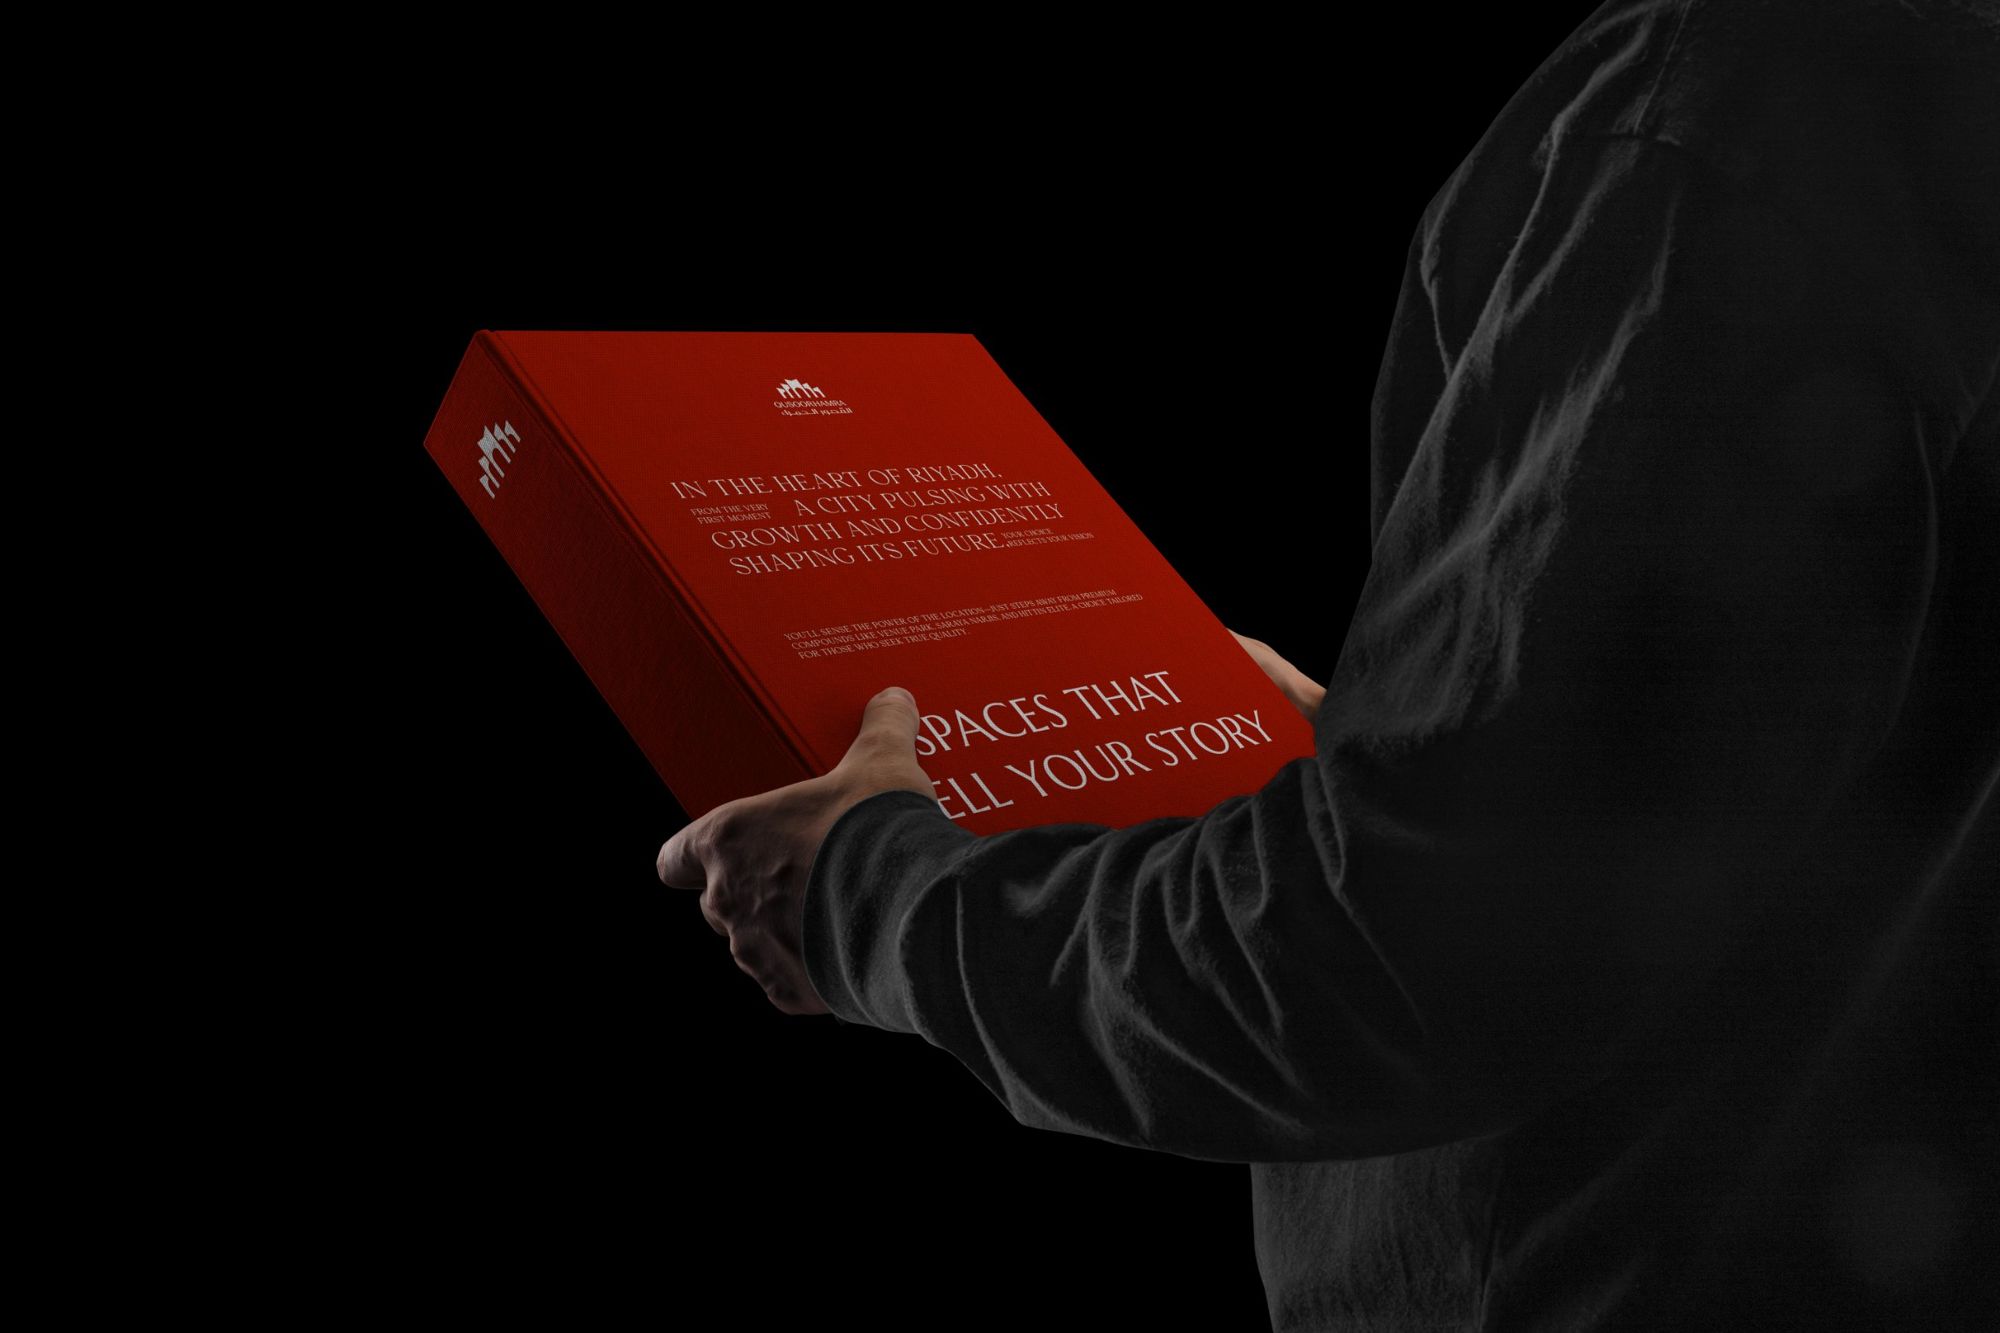 QUSOORHAMRA
القصور الحمراء
IN THE HEART OF RIYADH,
FROM THE VERY
FIRST MOMENT
A CITY PULSING WITH
GROWTH AND CONFIDENTLY
SHAPING ITS FUTURE.
YOUR CHOICE
REFLECTS YOUR VISION
YOU'LL SENSE THE POWER OF THE LOCATION—JUST STEPS AWAY FROM PREMIUM
COMPOUNDS LIKE VENUE PARK, SARAYA NARJIS, AND HITTIN ELITE. A CHOICE TAILORED
FOR THOSE WHO SEEK TRUE QUALITY.
SPACES THAT
ELL YOUR STORY